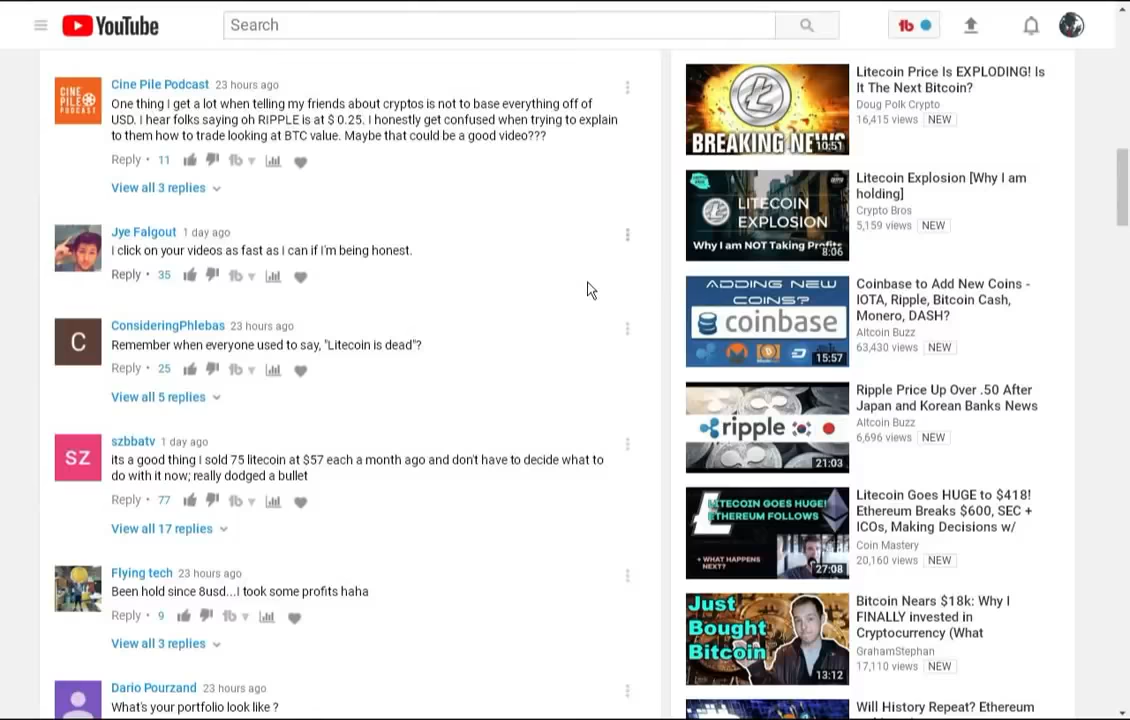 YouTube
Search
Cine Pile Podcast 23 hours ago
One thing I get a lot when telling my friends about cryptos is not to base everything off of
USD. I hear folks saying oh RIPPLE is at $ 0.25. I honestly get confused when trying to explain
to them how to trade looking at BTC value. Maybe that could be a good video???
Reply • 11
View all 3 replies
Jye Falgout 1 day ago
I click on your videos as fast as I can if I'm being honest.
Reply • 35
ConsideringPhlebas 23 hours ago
Remember when everyone used to say, "Litecoin is dead"?
Reply • 25
View all 5 replies
szbbatv 1 day ago
its a good thing I sold 75 litecoin at $57 each a month ago and don't have to decide what to
do with it now; really dodged a bullet
Reply • 77
View all 17 replies
Flying tech 23 hours ago
Been hold since 8usd...I took some profits haha
Reply • 9
View all 3 replies
Dario Pourzand 23 hours ago
What's your portfolio look like ?
CINE
PILE
PODCAST
C
SZ
BREAKING NEWS
10:51
Litecoin Price Is EXPLODING! Is
It The Next Bitcoin?
Doug Polk Crypto
16,415 views NEW
LITECOIN
EXPLOSION
Why I am NOT Taking Profits
8:06
Litecoin Explosion [Why I am
holding]
Crypto Bros
5,159 views NEW
ADDING NEW
COINS?
coinbase
15:57
Coinbase to Add New Coins -
IOTA, Ripple, Bitcoin Cash,
Monero, DASH?
Altcoin Buzz
63,430 views NEW
ripple
21:03
Ripple Price Up Over .50 After
Japan and Korean Banks News
Altcoin Buzz
6,696 views NEW
LITECOIN GOES HUGE!
ETHEREUM FOLLOWS
+ WHAT HAPPENS
NEXT?
27:08
Litecoin Goes HUGE to $418!
Ethereum Breaks $600, SEC +
ICOs, Making Decisions w/
Coin Mastery
20,160 views NEW
Just
Bought
Bitcoin
13:12
Bitcoin Nears $18k: Why I
FINALLY invested in
Cryptocurrency (What
GrahamStephan
17,110 views NEW
Will History Repeat? Ethereum